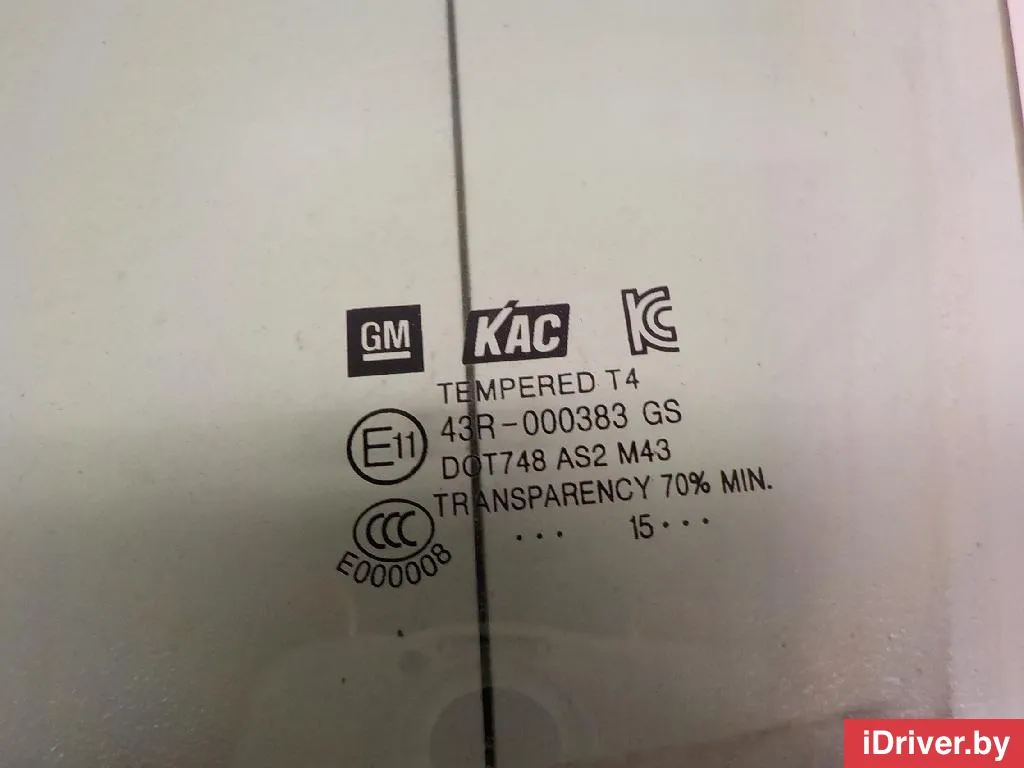 GM KAC KC
TEMPERED T4
E11 43R-000383 GS
DOT748 AS2 M43
TRANSPARENCY 70% MIN.
CCC ... 15...
E000008
iDriver.by